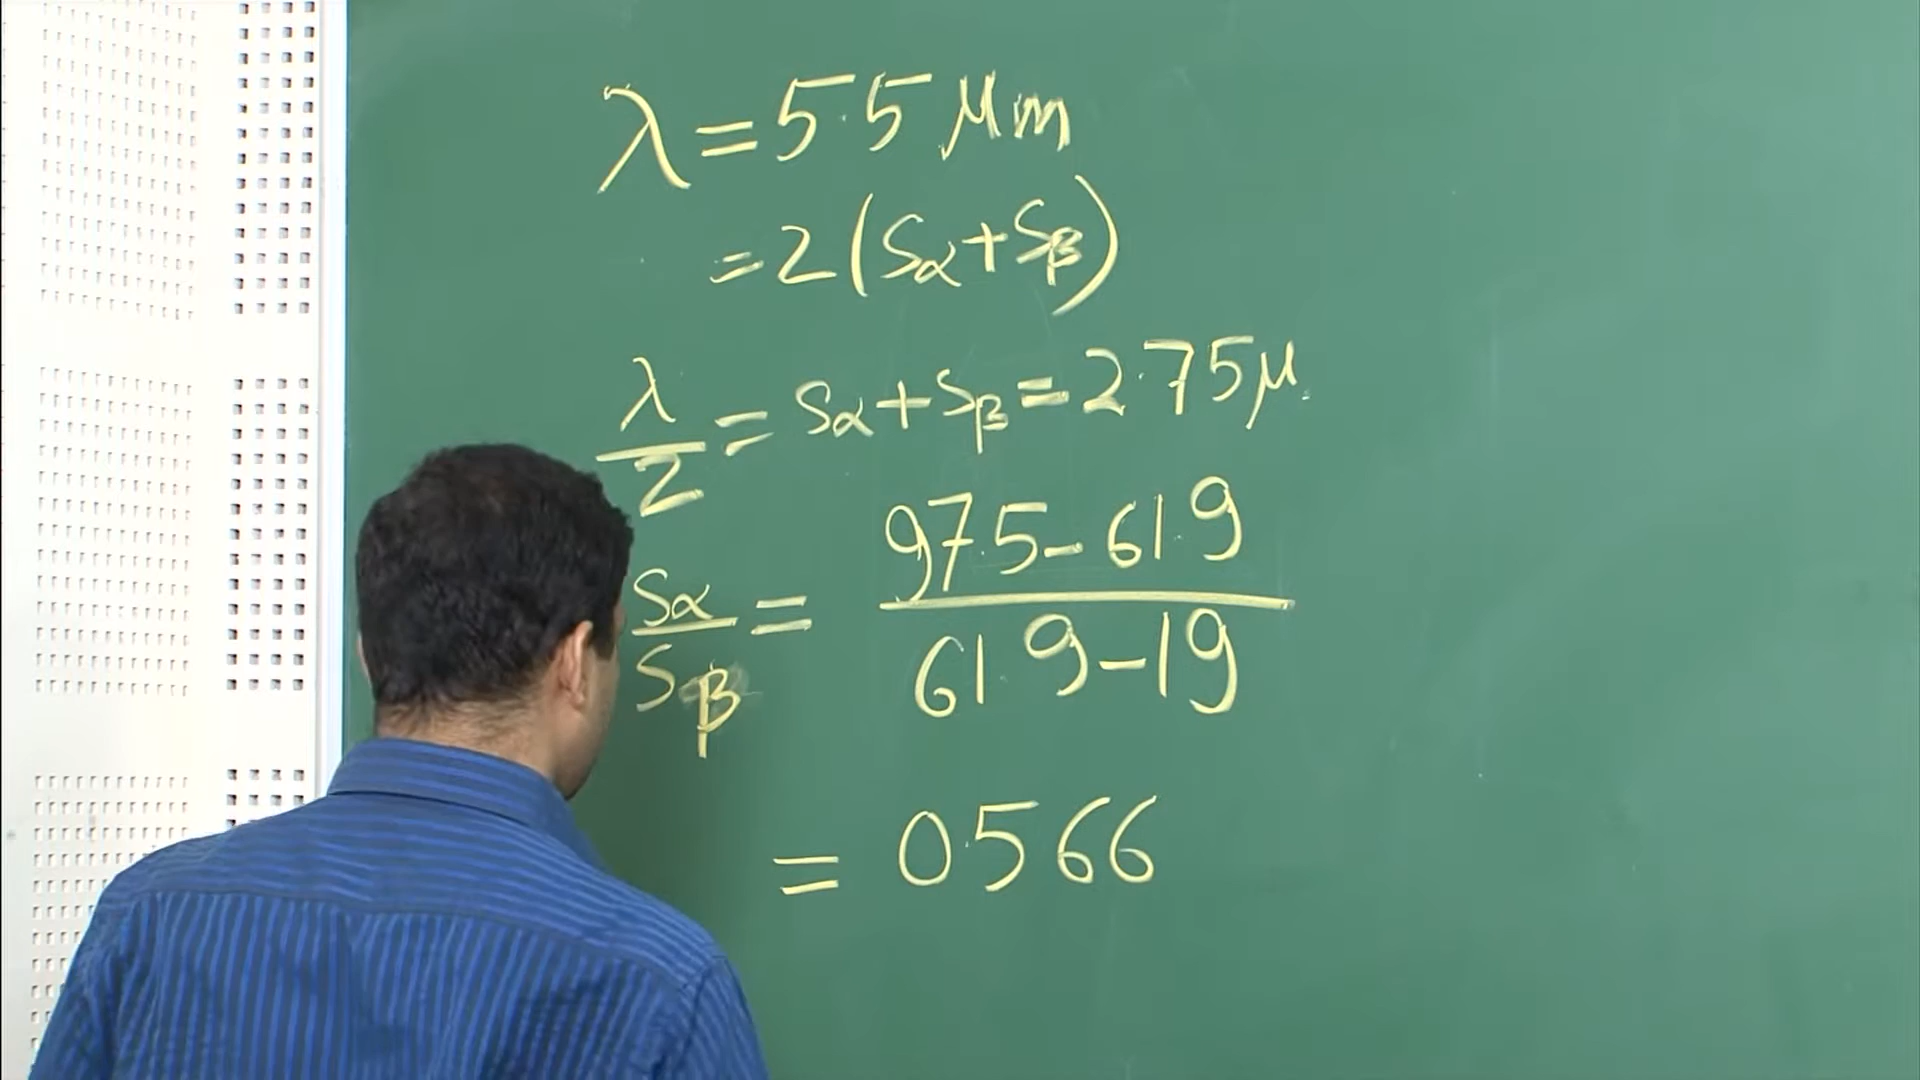 λ = 5.5 μm
= 2 (Sα + Sβ)
λ/2 = Sα + Sβ = 2.75 μ
Sα/Sβ = 97.5 - 61.9 / 61.9 - 19
= 0.566